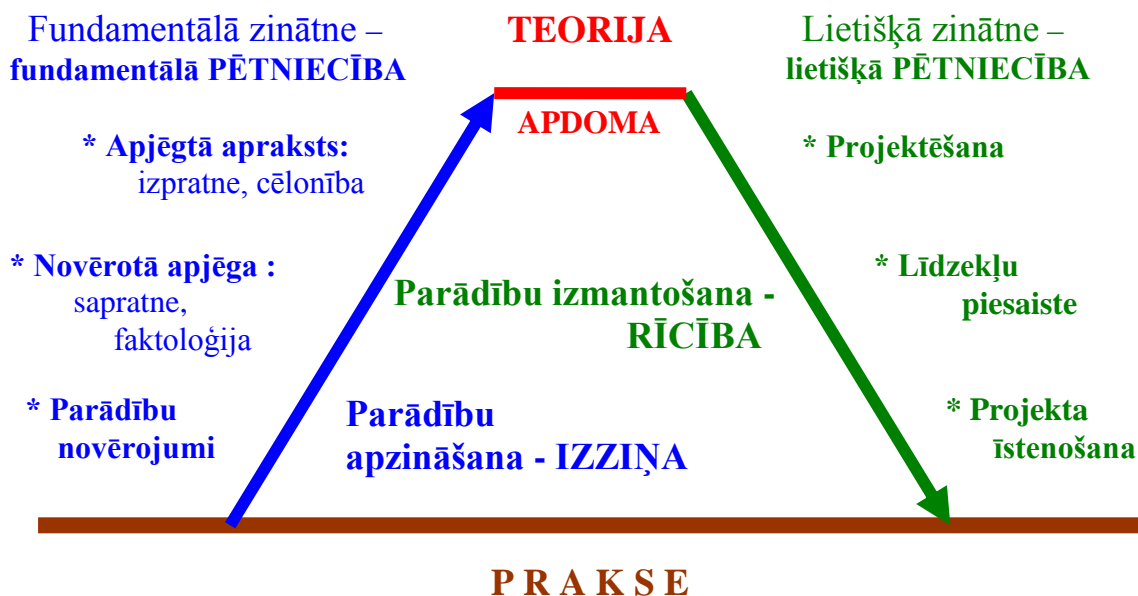 Fundamentālā zinātne –
fundamentālā PĒTNIECĪBA
* Apjēgtā apraksts:
izpratne, cēlonība
* Novērotā apjēga :
sapratne,
faktoloģija
* Parādību
novērojumi
TEORIJA
APDOMA
Parādību izmantošana -
RĪCĪBA
Parādību
apzināšana - IZZIŅA
Lietišķā zinātne –
lietišķā PĒTNIECĪBA
* Projektēšana
* Līdzekļu
piesaiste
* Projekta
īstenošana
P R A K S E